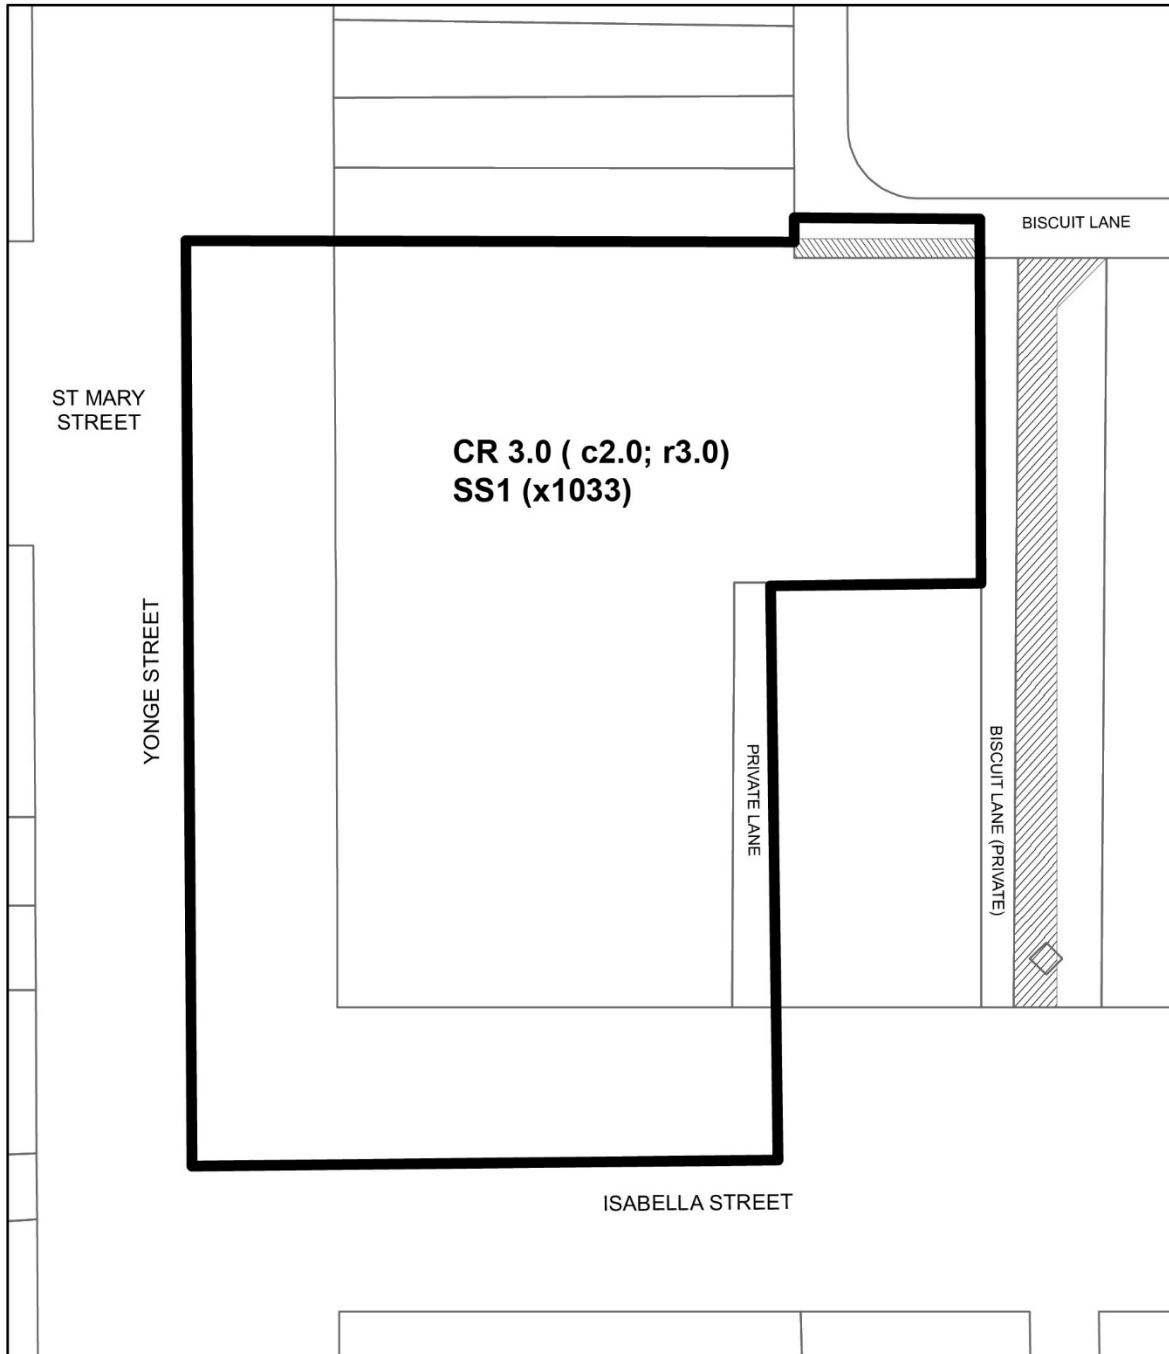 BISCUIT LANE
ST MARY
STREET
CR 3.0 ( c2.0; r3.0)
SS1 (x1033)
YONGE STREET
PRIVATE LANE
BISCUIT LANE (PRIVATE)
ISABELLA STREET